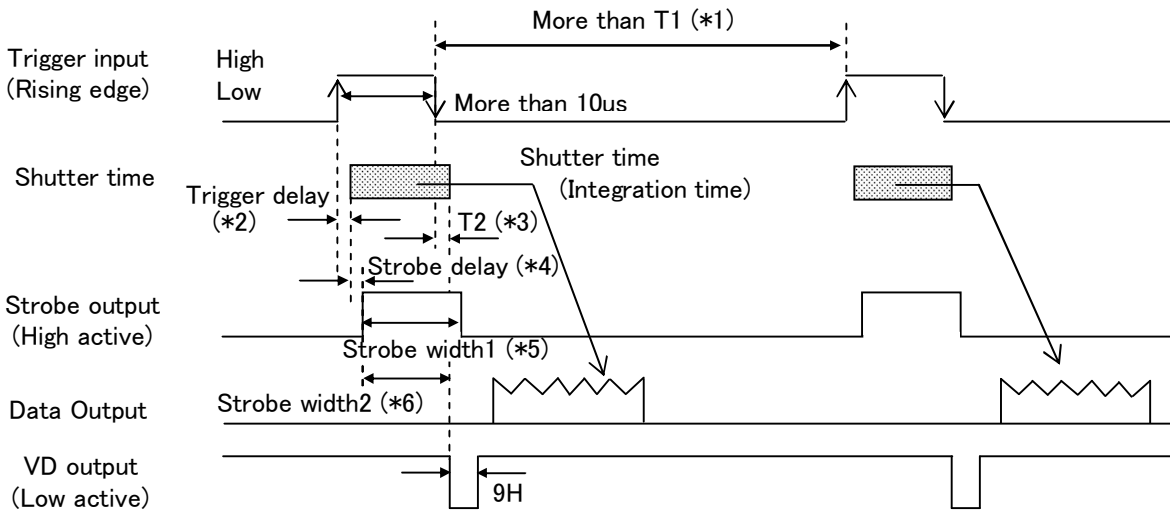 More than T1 (*1)
Trigger input
(Rising edge)
High
Low
More than 10us
Shutter time
Shutter time
(Integration time)
Trigger delay
(*2)
T2 (*3)
Strobe delay (*4)
Strobe output
(High active)
Strobe width1 (*5)
Strobe width2 (*6)
Data Output
VD output
(Low active)
9H